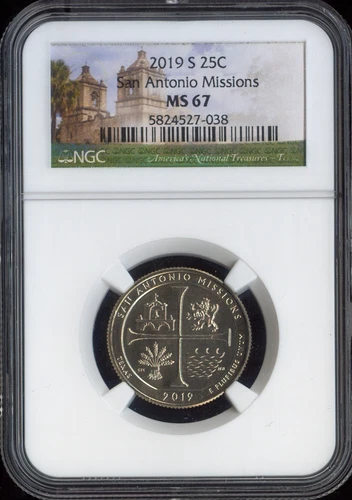 2019 S 25C
San Antonio Missions
MS 67
5824527-038
NGC
America's National Treasures -
SAN ANTONIO MISSIONS
TEXAS
2019
E PLURIBUS UNUM